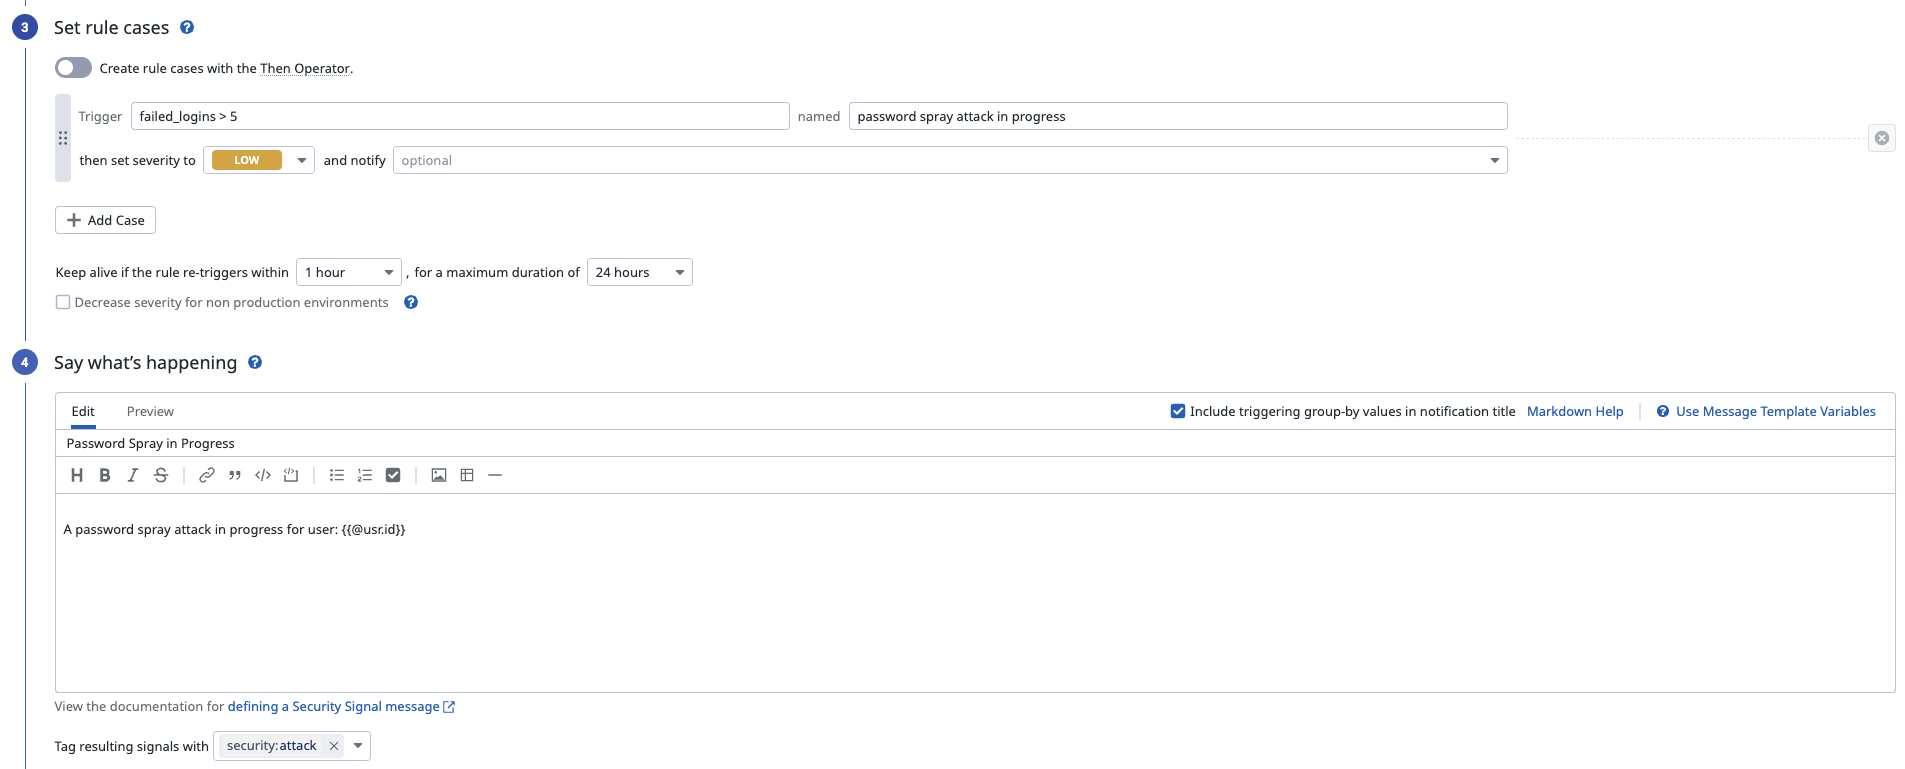 3 Set rule cases ?
Create rule cases with the Then Operator.
Trigger failed_logins > 5 named password spray attack in progress
then set severity to LOW and notify optional
+ Add Case
Keep alive if the rule re-triggers within 1 hour , for a maximum duration of 24 hours
Decrease severity for non production environments ?
4 Say what's happening ?
Edit Preview Include triggering group-by values in notification title Markdown Help ? Use Message Template Variables
Password Spray in Progress
H B I S
A password spray attack in progress for user: {{@usr.id}}
View the documentation for defining a Security Signal message
Tag resulting signals with security:attack ×